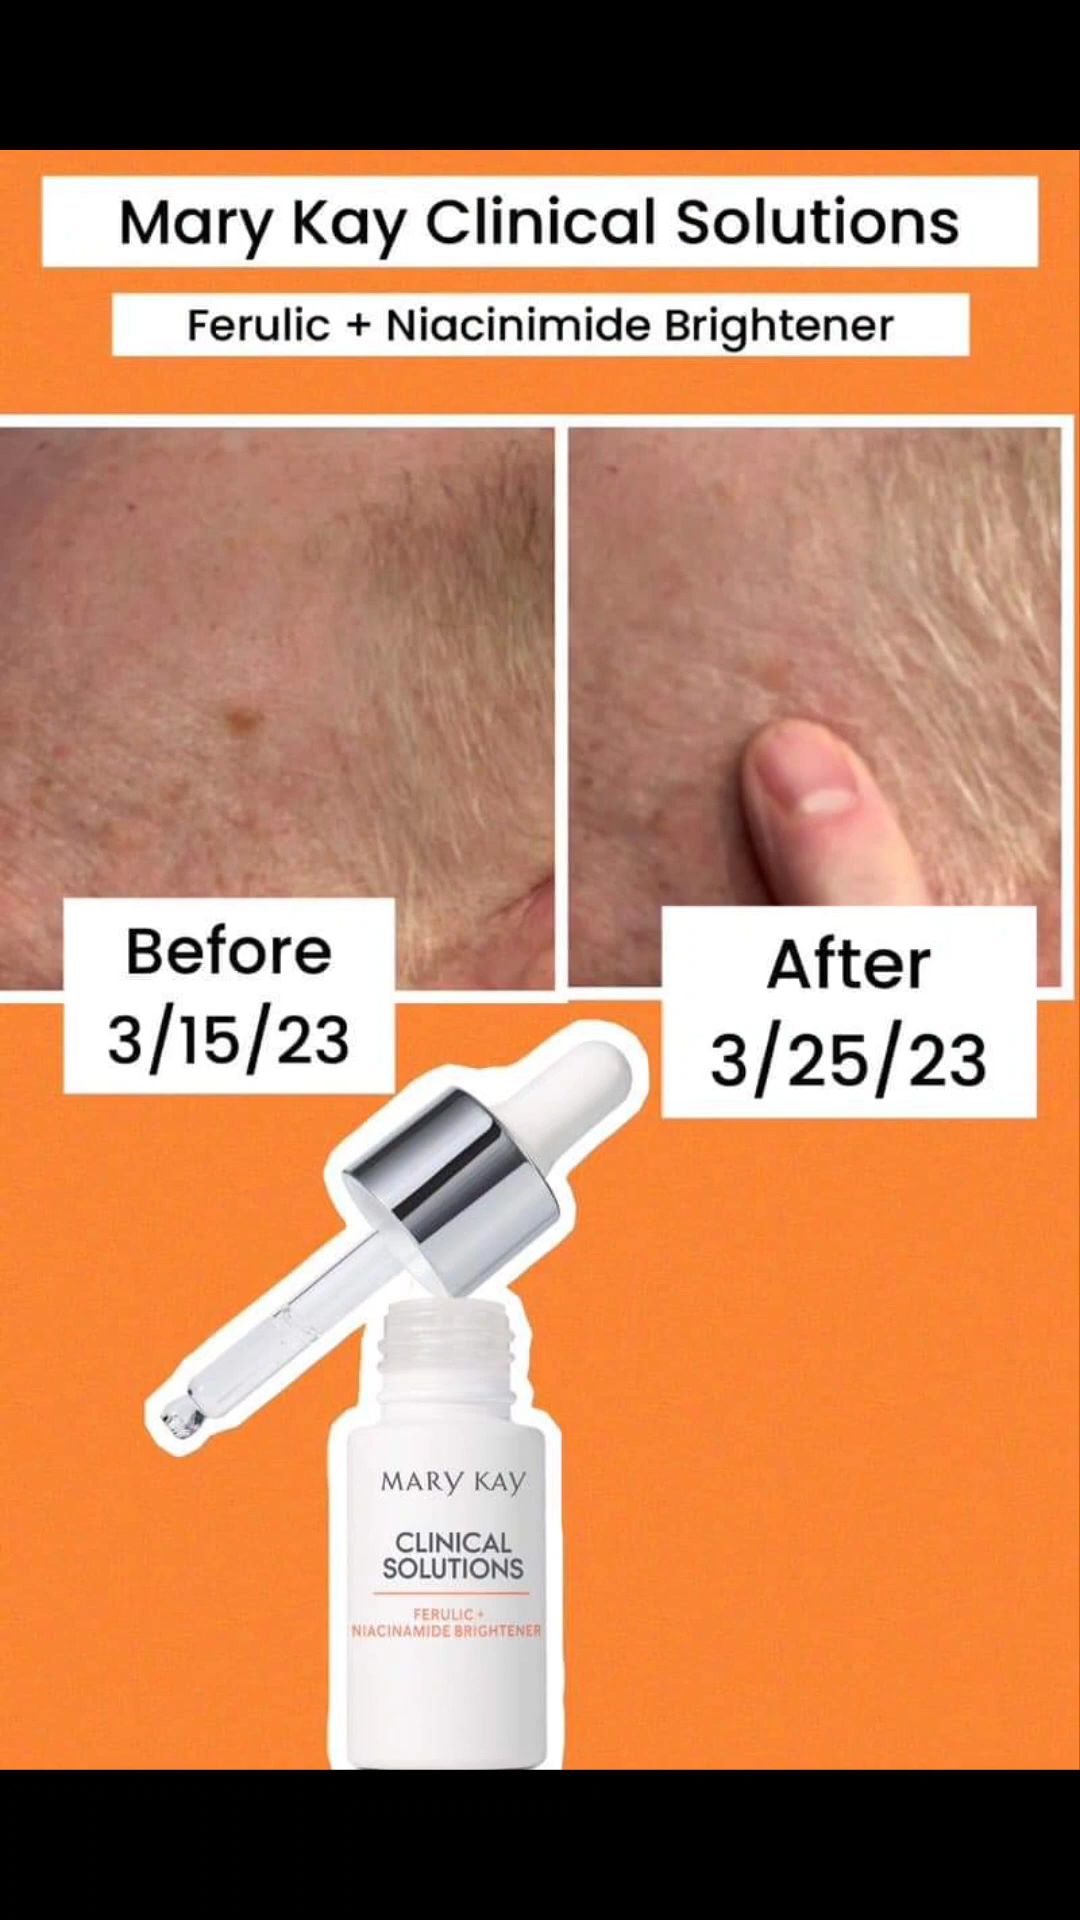 Mary Kay Clinical Solutions
Ferulic + Niacinimide Brightener
Before
3/15/23
After
3/25/23
MARY KAY
CLINICAL
SOLUTIONS
FERULIC +
NIACINAMIDE BRIGHTENER